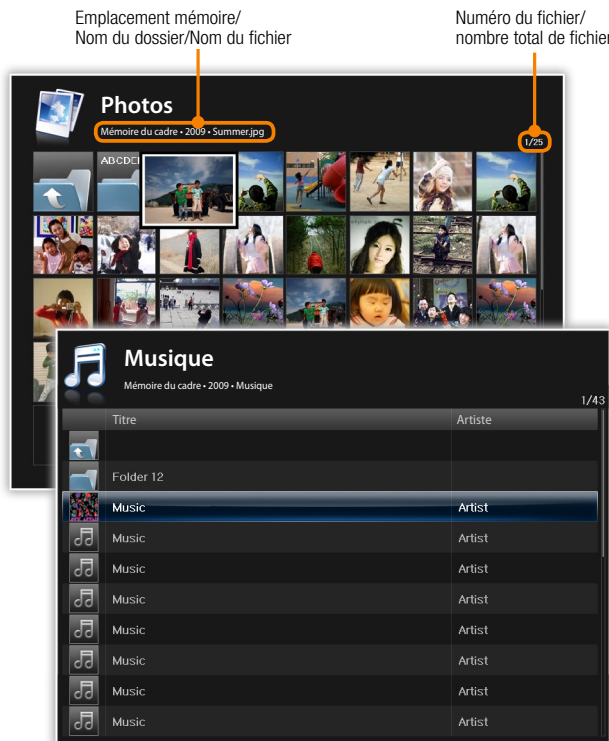 Emplacement mémoire/
Nom du dossier/Nom du fichier
Numéro du fichier/
nombre total de fichier
Photos
Mémoire du cadre • 2009 • Summer.jpg
1/25
ABCDE
Musique
Mémoire du cadre • 2009 • Musique
1/43
Titre Artiste
Folder 12
Music Artist
Music Artist
Music Artist
Music Artist
Music Artist
Music Artist
Music Artist
Music Artist